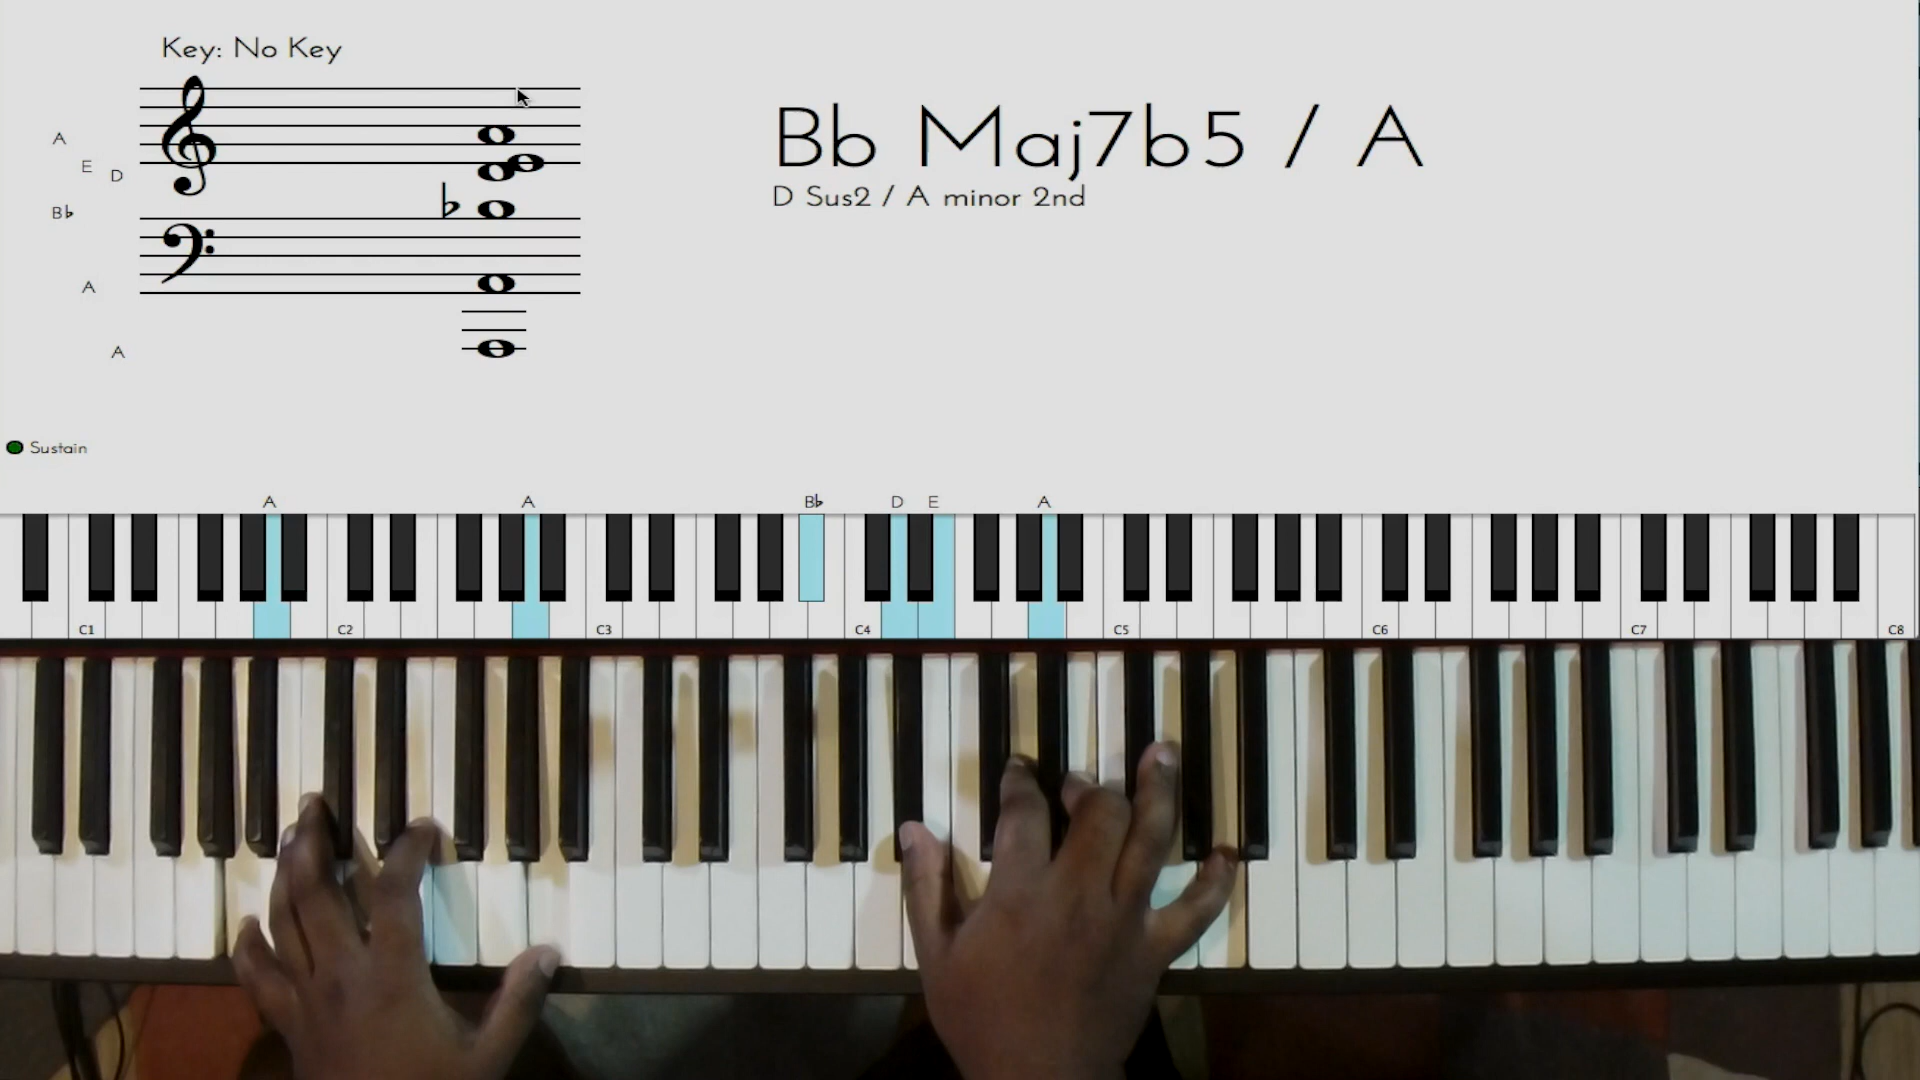 Key: No Key
A
E
D
B♭
A
A
Bb Maj7b5 / A
D Sus2 / A minor 2nd
Sustain
A A B♭ D E A
C1 C2 C3 C4 C5 C6 C7 C8